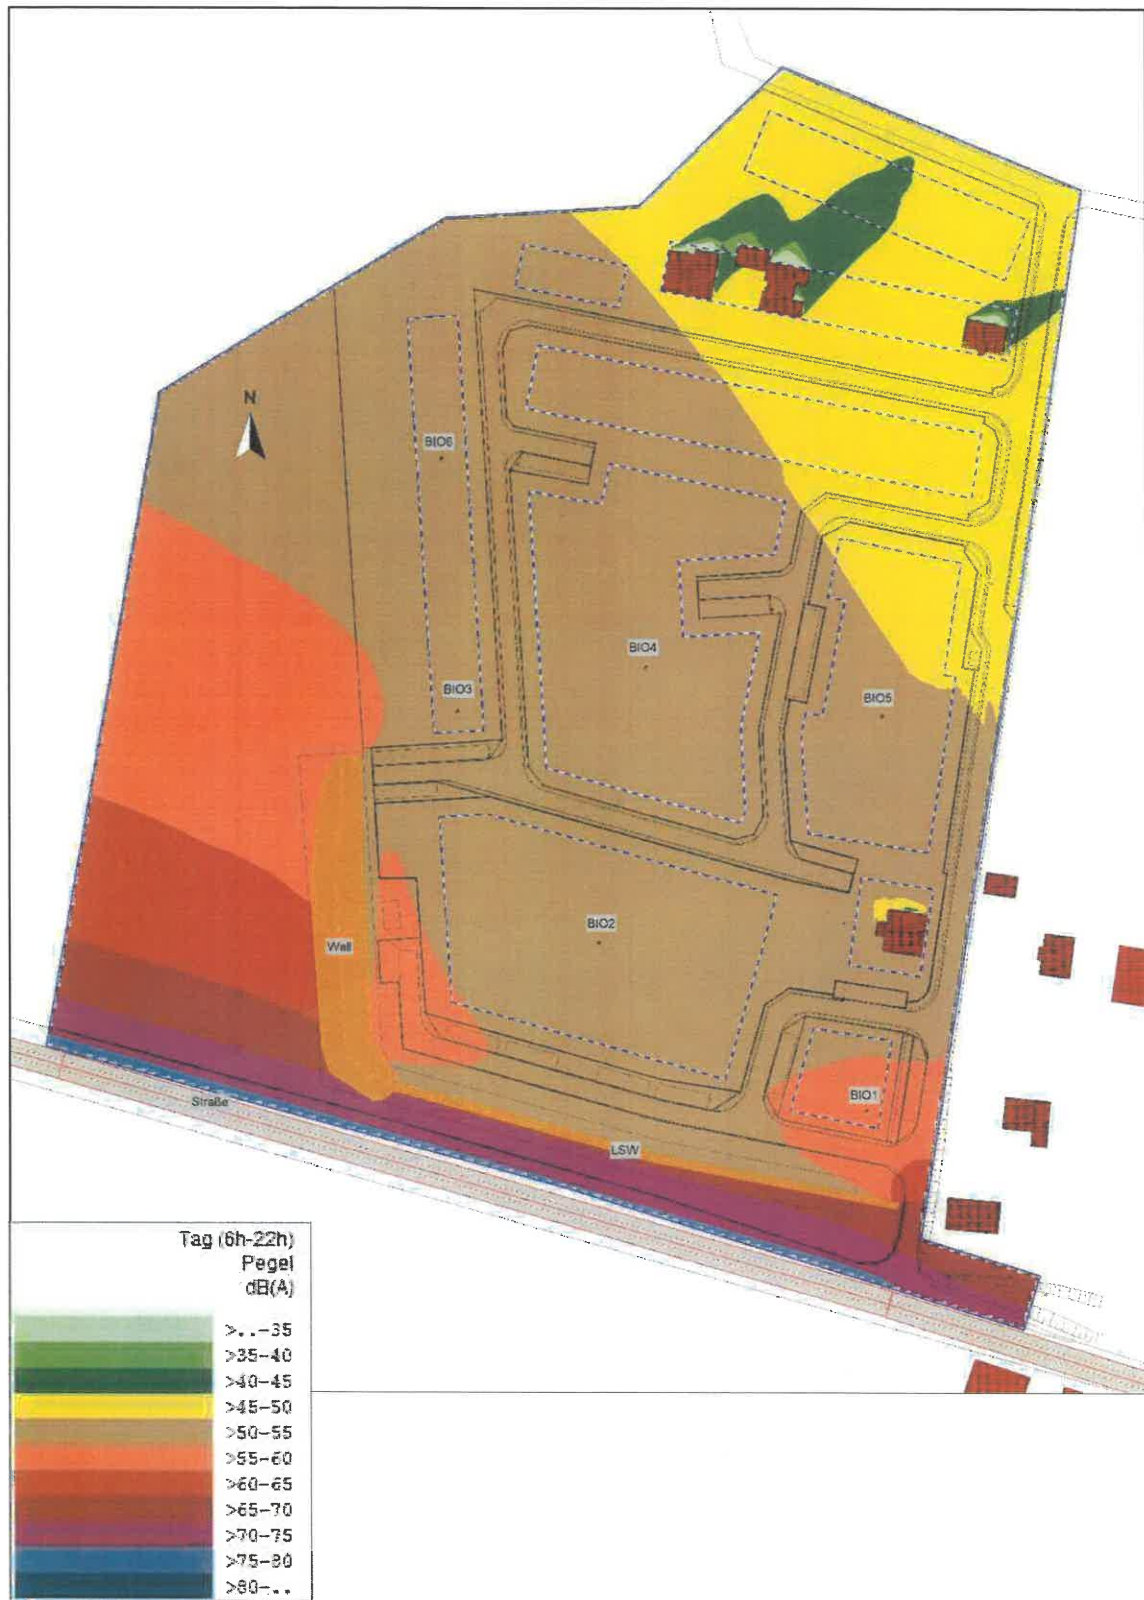 N
BIO6
BIO4
BIO3
BIO5
BIO2
Wall
BIO1
Straße
LSW
Tag (6h-22h)
Pegel
dB(A)
>..-35
>35-40
>40-45
>45-50
>50-55
>55-60
>60-65
>65-70
>70-75
>75-80
>80-..